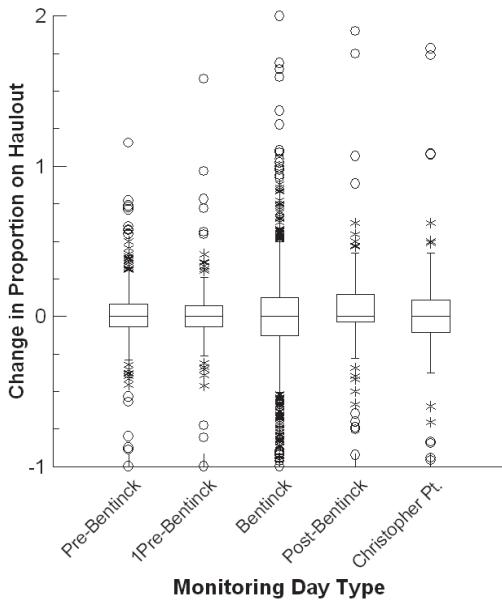 Change in Proportion on Haulout
2
1
0
-1
Pre-Bentinck
1Pre-Bentinck
Bentinck
Post-Bentinck
Christopher Pt.
Monitoring Day Type